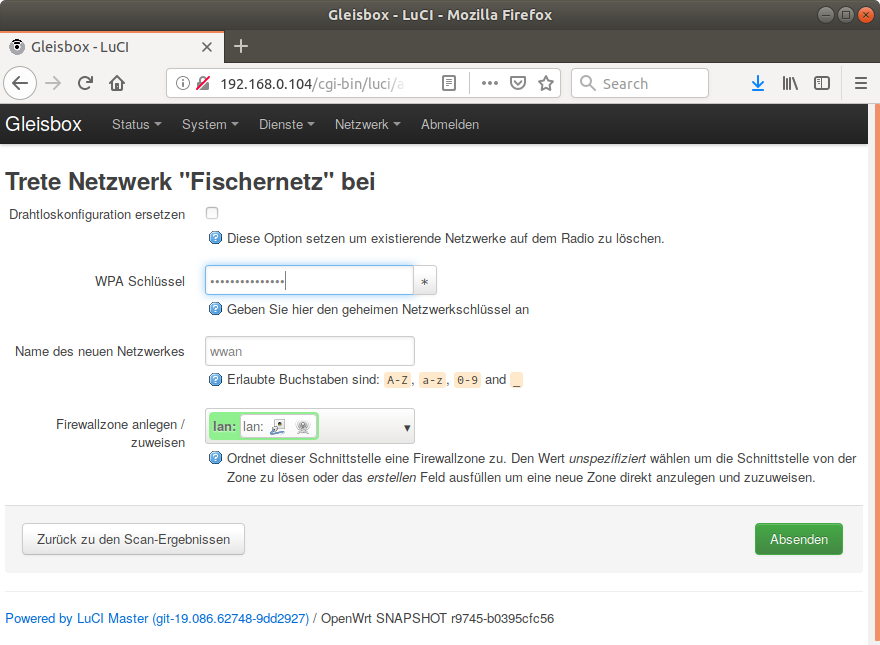 Gleisbox - LuCI - Mozilla Firefox
Gleisbox - LuCI
192.168.0.104/cgi-bin/luci/a
Search
Gleisbox Status System Dienste Netzwerk Abmelden
Trete Netzwerk "Fischernetz" bei
Drahtloskonfiguration ersetzen
Diese Option setzen um existierende Netzwerke auf dem Radio zu löschen.
WPA Schlüssel
•••••••••••••••
*
Geben Sie hier den geheimen Netzwerkschlüssel an
Name des neuen Netzwerkes
wwan
Erlaubte Buchstaben sind: A-Z, a-z, 0-9 and _
Firewallzone anlegen /
zuweisen
lan: lan:
Ordnet dieser Schnittstelle eine Firewallzone zu. Den Wert unspezifiziert wählen um die Schnittstelle von der
Zone zu lösen oder das erstellen Feld ausfüllen um eine neue Zone direkt anzulegen und zuzuweisen.
Zurück zu den Scan-Ergebnissen
Absenden
Powered by LuCI Master (git-19.086.62748-9dd2927) / OpenWrt SNAPSHOT r9745-b0395cfc56